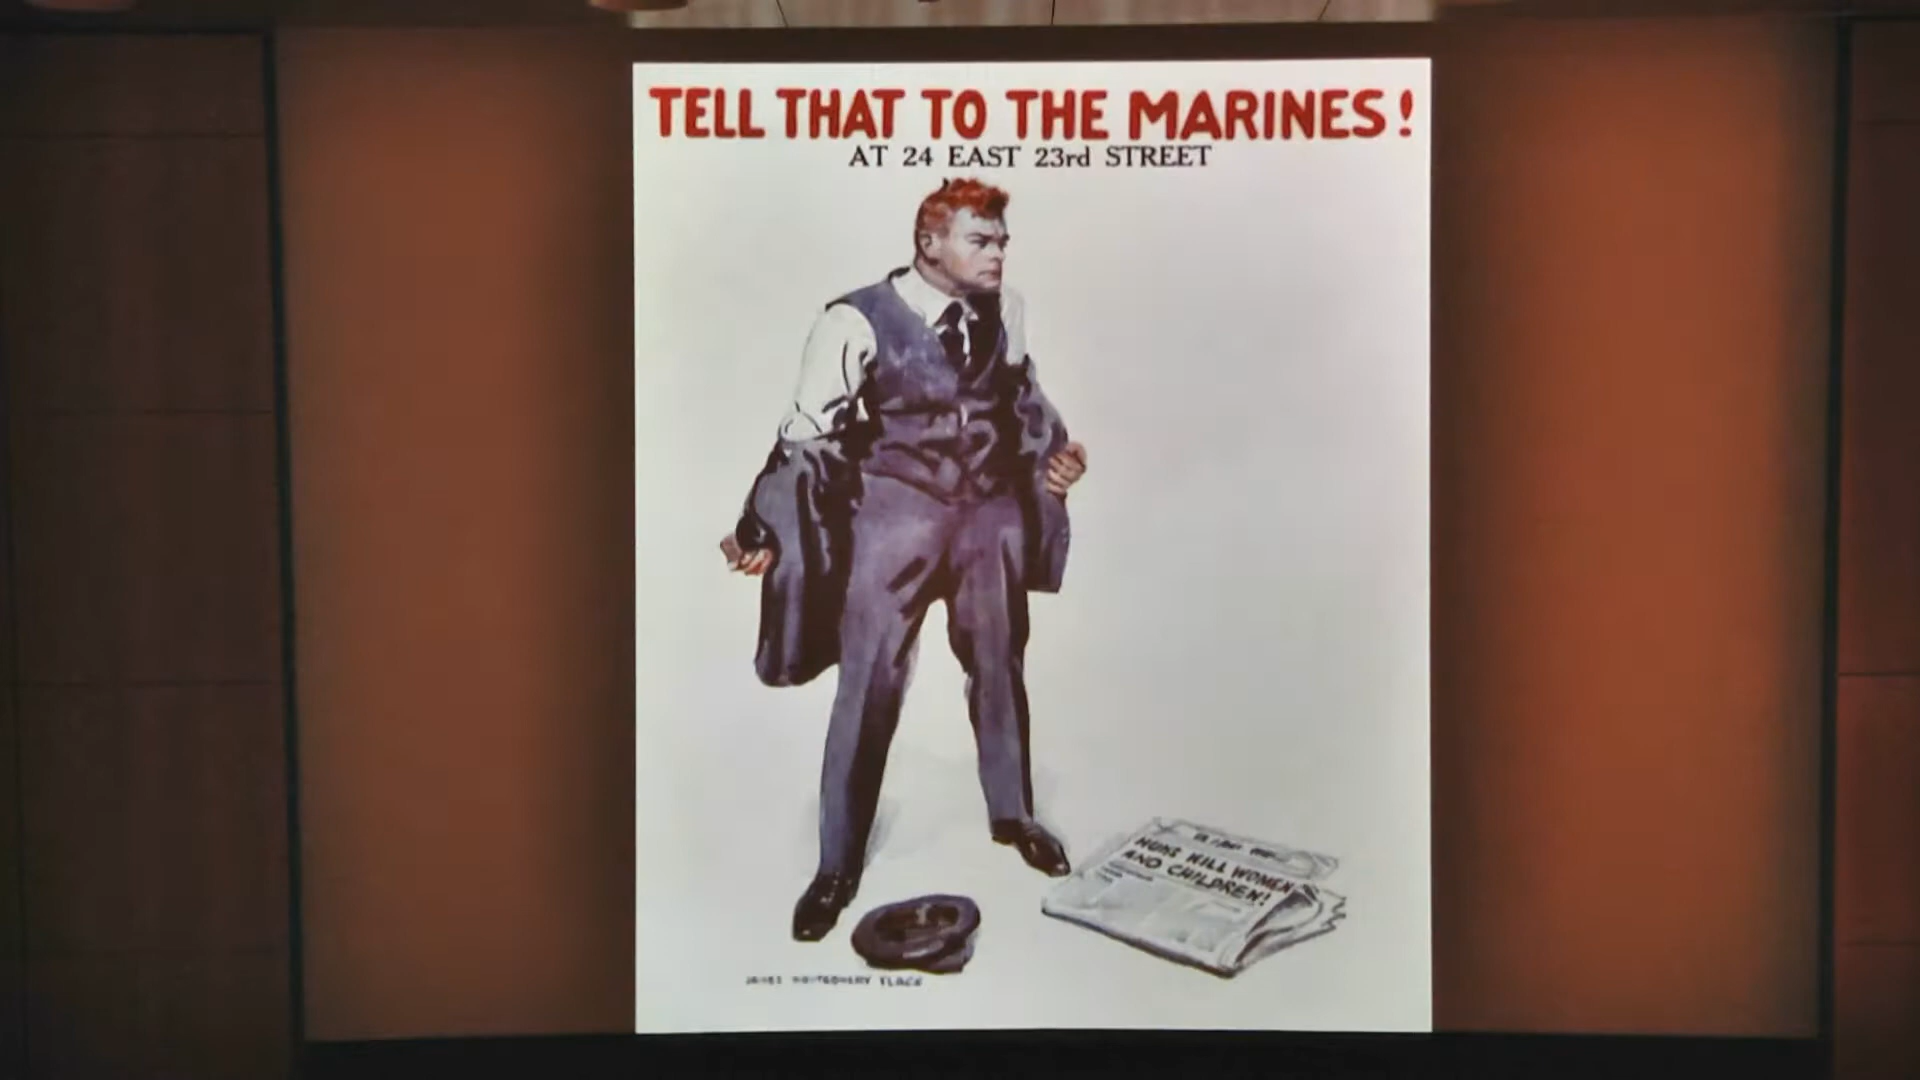 TELL THAT TO THE MARINES!
AT 24 EAST 23rd STREET
HUNS KILL WOMEN
AND CHILDREN!
JAMES MONTGOMERY FLAGG